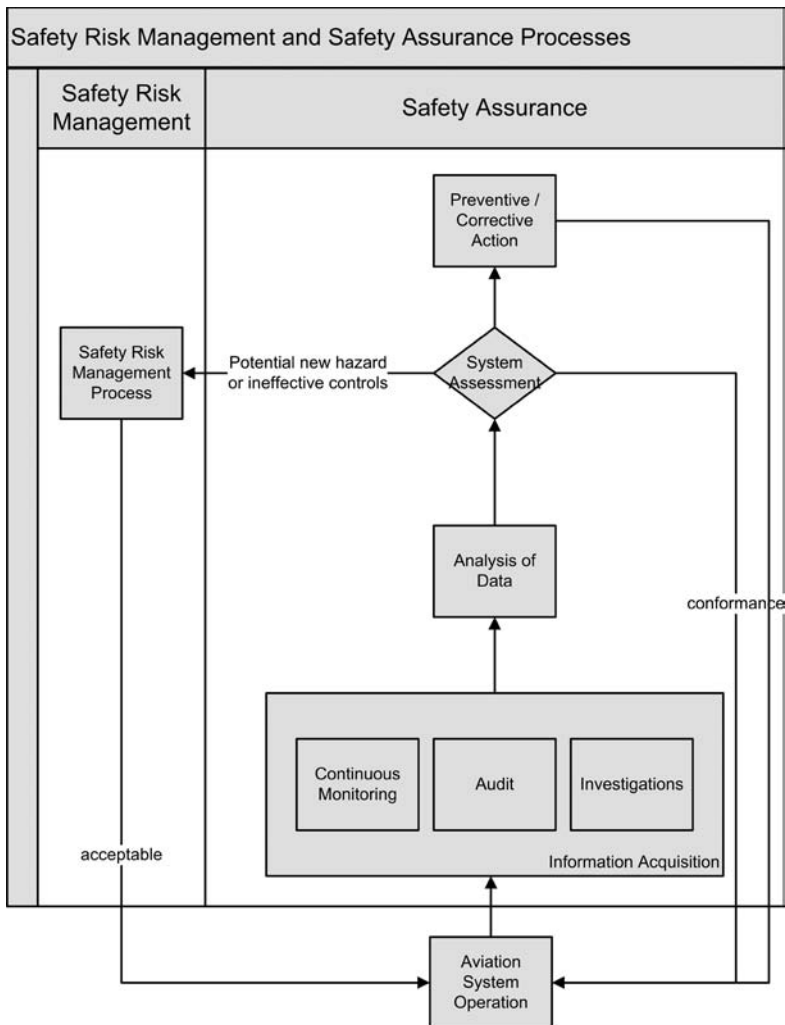 Safety Risk Management and Safety Assurance Processes
Safety Risk
Management
Safety Assurance
Preventive /
Corrective
Action
Safety Risk
Management
Process
Potential new hazard
or ineffective controls
System
Assessment
Analysis of
Data
conformance
Continuous
Monitoring
Audit
Investigations
Information Acquisition
acceptable
Aviation
System
Operation